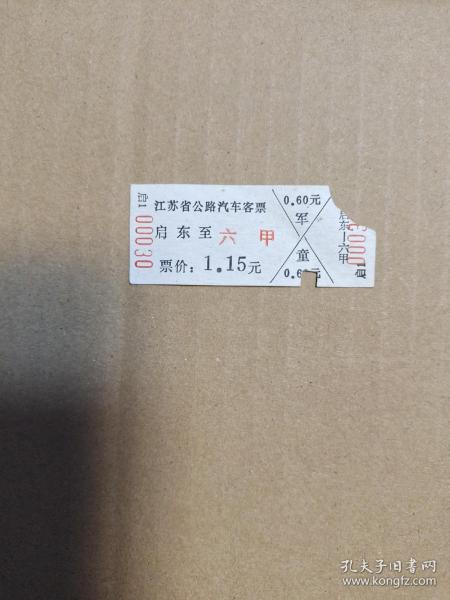 启1
00030
江苏省公路汽车客票
启东至六甲
票价：1.15元
0.60元
军
童
启东—六甲
孔夫子旧书网
www.kongfz.com